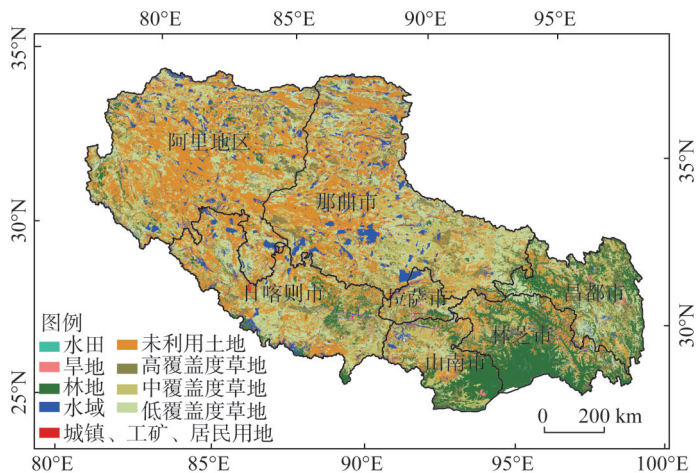 80°E 85°E 90°E 95°E
35°N
35°N
阿里地区
那曲市
30°N
30°N
日喀则市
拉萨市
昌都市
林芝市
山南市
图例
水田 未利用土地
旱地 高覆盖度草地
林地 中覆盖度草地
水域 低覆盖度草地
城镇、工矿、居民用地
25°N
0 200 km
80°E 85°E 90°E 95°E 100°E